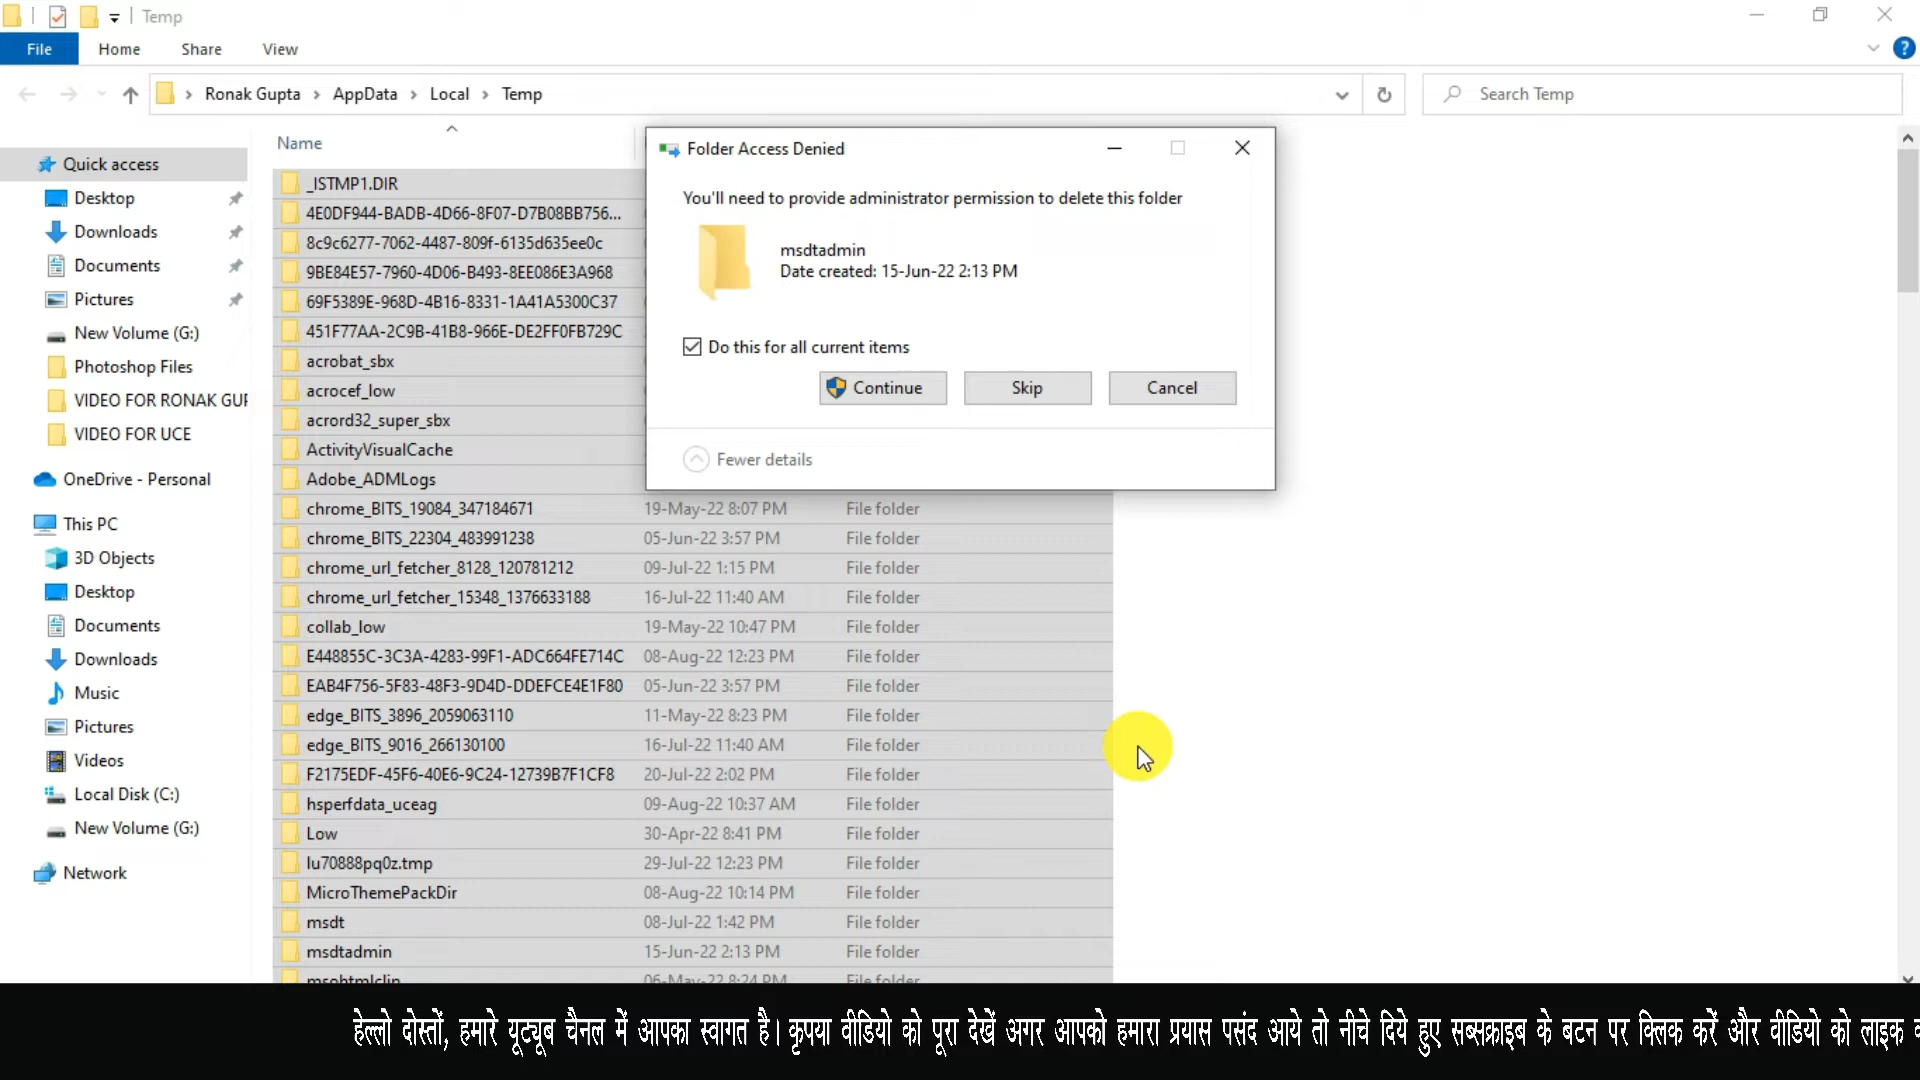 Temp
File
Home
Share
View
Ronak Gupta
AppData
Local
Temp
Search Temp
Quick access
Desktop
Downloads
Documents
Pictures
New Volume (G:)
Photoshop Files
VIDEO FOR RONAK GUP
VIDEO FOR UCE
OneDrive - Personal
This PC
3D Objects
Desktop
Documents
Downloads
Music
Pictures
Videos
Local Disk (C:)
New Volume (G:)
Network
Name
_ISTMP1.DIR
4E0DF944-BADB-4D66-8F07-D7B08BB756...
8c9c6277-7062-4487-809f-6135d635ee0c
9BE84E57-7960-4D06-B493-8EE086E3A968
69F5389E-968D-4B16-8331-1A41A5300C37
451F77AA-2C9B-41B8-966E-DE2FF0FB729C
acrobat_sbx
acrocef_low
acrord32_super_sbx
ActivityVisualCache
Adobe_ADMLogs
chrome_BITS_19084_347184671 19-May-22 8:07 PM File folder
chrome_BITS_22304_483991238 05-Jun-22 3:57 PM File folder
chrome_url_fetcher_8128_120781212 09-Jul-22 1:15 PM File folder
chrome_url_fetcher_15348_1376633188 16-Jul-22 11:40 AM File folder
collab_low 19-May-22 10:47 PM File folder
E448855C-3C3A-4283-99F1-ADC664FE714C 08-Aug-22 12:23 PM File folder
EAB4F756-5F83-48F3-9D4D-DDEFCE4E1F80 05-Jun-22 3:57 PM File folder
edge_BITS_3896_2059063110 11-May-22 8:23 PM File folder
edge_BITS_9016_266130100 16-Jul-22 11:40 AM File folder
F2175EDF-45F6-40E6-9C24-12739B7F1CF8 20-Jul-22 2:02 PM File folder
hsperfdata_uceag 09-Aug-22 10:37 AM File folder
Low 30-Apr-22 8:41 PM File folder
lu70888pq0z.tmp 29-Jul-22 12:23 PM File folder
MicroThemePackDir 08-Aug-22 10:14 PM File folder
msdt 08-Jul-22 1:42 PM File folder
msdtadmin 15-Jun-22 2:13 PM File folder
msohtmlclip 06-May-22 8:24 PM File folder
Folder Access Denied
You'll need to provide administrator permission to delete this folder
msdtadmin
Date created: 15-Jun-22 2:13 PM
Do this for all current items
Continue
Skip
Cancel
Fewer details
हेल्लो दोस्तों, हमारे यूट्यूब चैनल में आपका स्वागत है। कृपया वीडियो को पूरा देखें अगर आपको हमारा प्रयास पसंद आये तो नीचे दिये हुए सब्सक्राइब के बटन पर क्लिक करें और वीडियो को लाइक